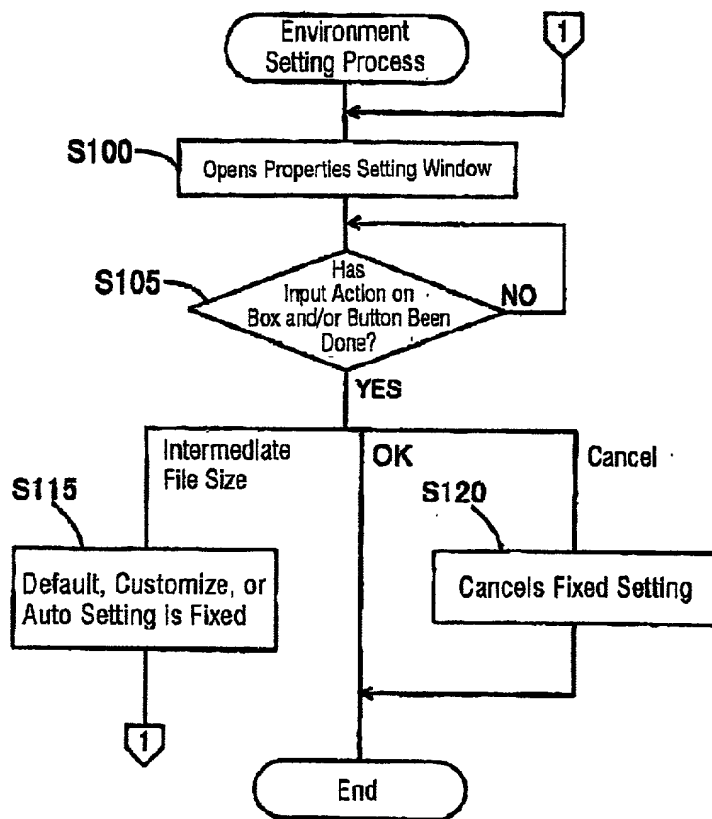 Environment
Setting Process
1
S100
Opens Properties Setting Window
S105
Has
Input Action on
Box and/or Button Been
Done?
NO
YES
Intermediate
File Size
OK
Cancel
S115
Default, Customize, or
Auto Setting is Fixed
S120
Cancels Fixed Setting
1
End